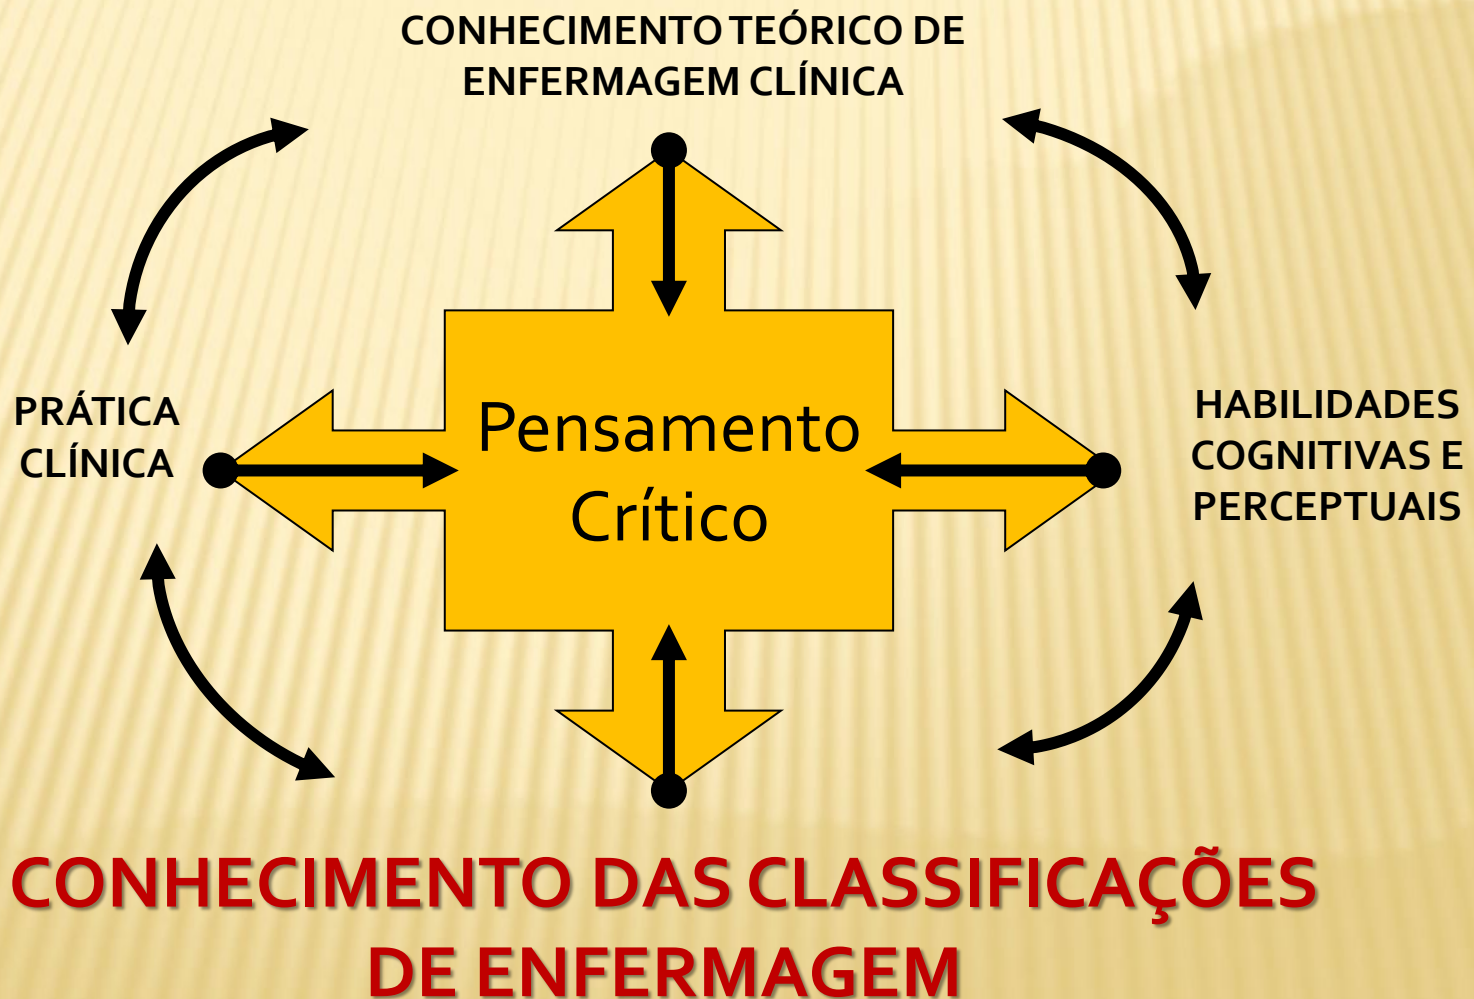 CONHECIMENTO TEÓRICO DE
ENFERMAGEM CLÍNICA
PRÁTICA
CLÍNICA
Pensamento
Crítico
HABILIDADES
COGNITIVAS E
PERCEPTUAIS
CONHECIMENTO DAS CLASSIFICAÇÕES
DE ENFERMAGEM